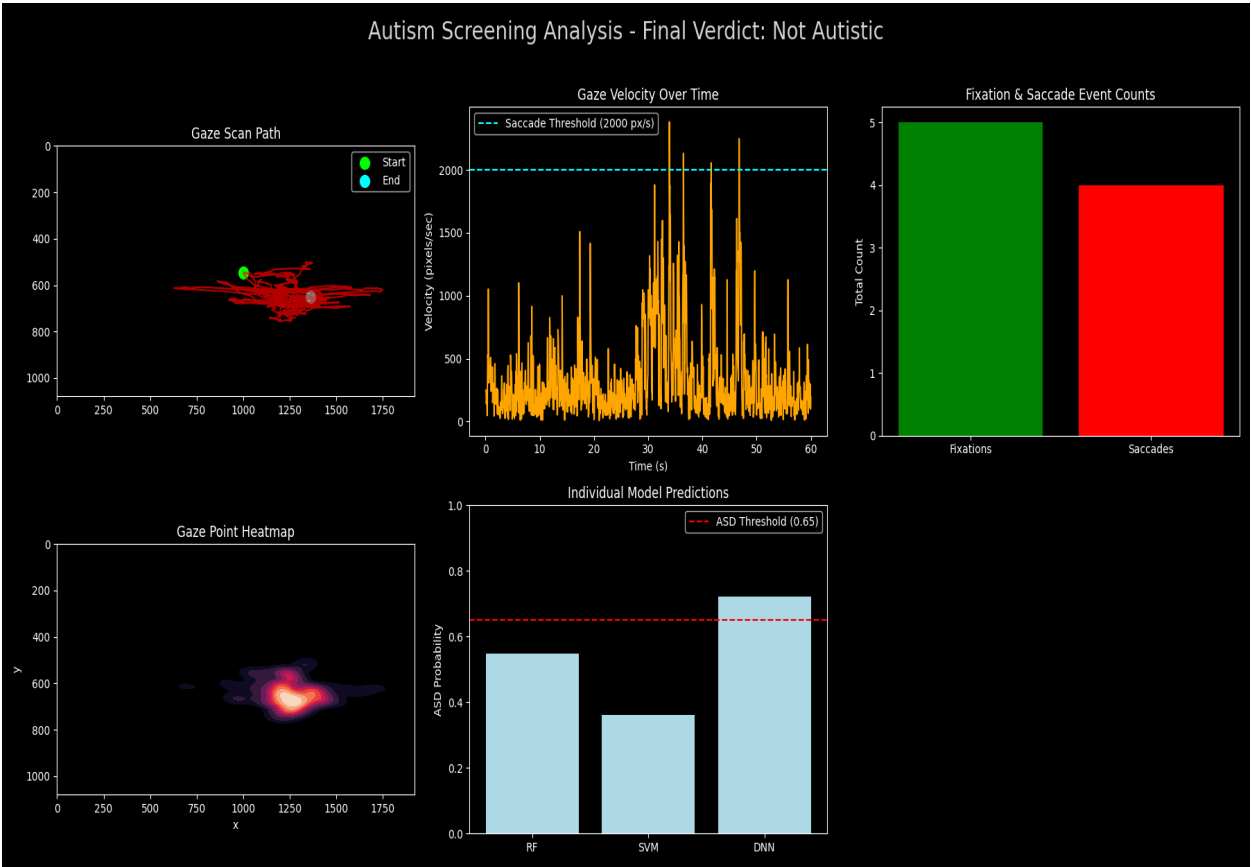 Autism Screening Analysis - Final Verdict: Not Autistic
Gaze Scan Path
Start
End
0
200
400
600
800
1000
0 250 500 750 1000 1250 1500 1750
Gaze Velocity Over Time
Saccade Threshold (2000 px/s)
Velocity (pixels/sec)
2000
1500
1000
500
0
0 10 20 30 40 50 60
Time (s)
Fixation & Saccade Event Counts
Total Count
5
4
3
2
1
0
Fixations Saccades
Gaze Point Heatmap
y
0
200
400
600
800
1000
0 250 500 750 1000 1250 1500 1750
x
Individual Model Predictions
ASD Threshold (0.65)
ASD Probability
1.0
0.8
0.6
0.4
0.2
0.0
RF SVM DNN